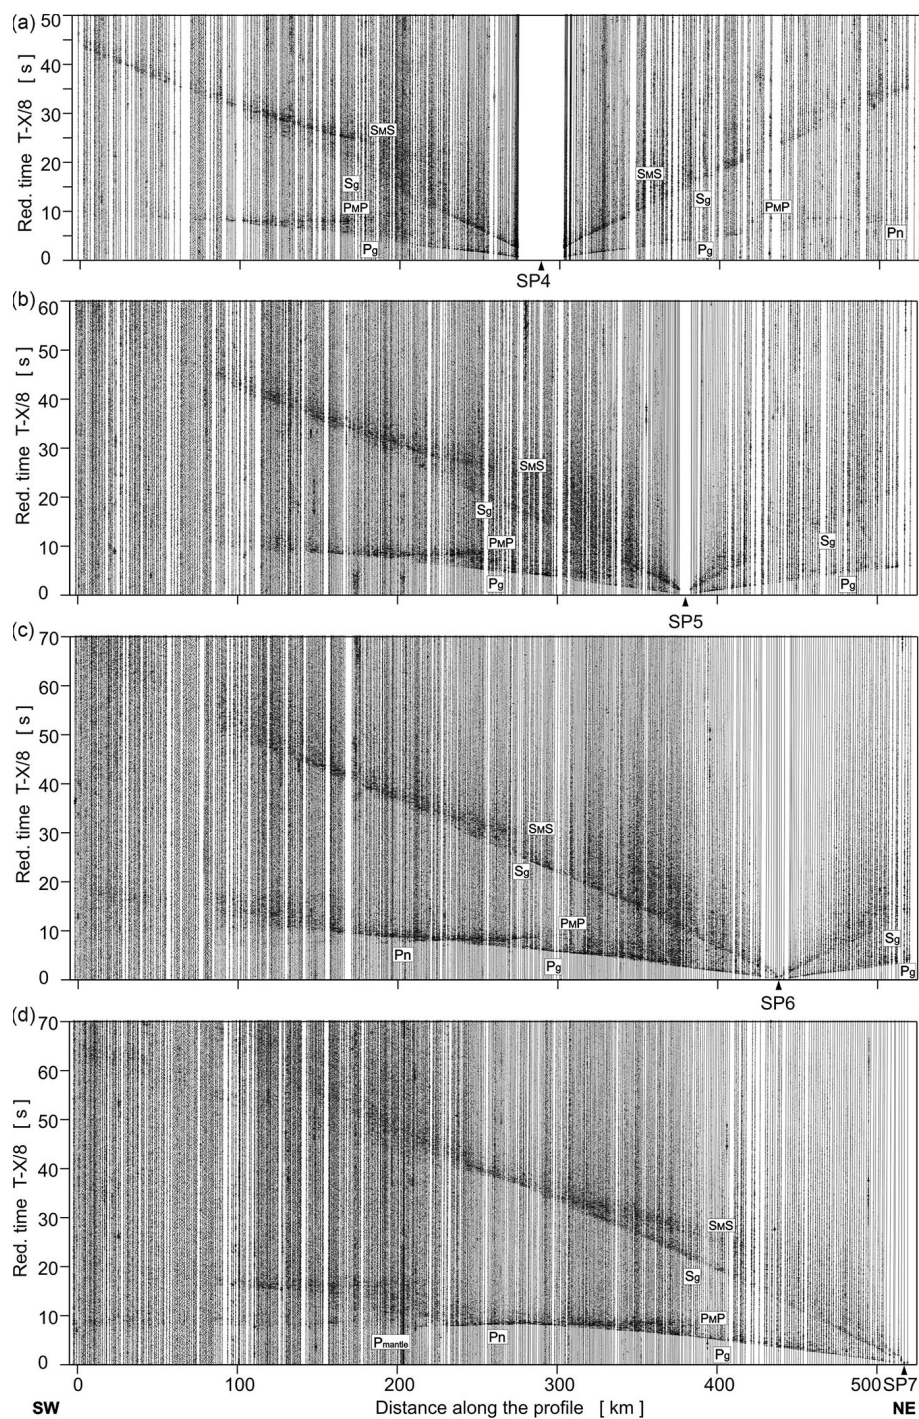 (a)
Red. time T-X/8 [ s ]
50
40
30
20
10
0
SMS
Sg
PMP
Pg
SMS
Sg
PMP
Pg
Pn
SP4
(b)
Red. time T-X/8 [ s ]
60
50
40
30
20
10
0
SMS
Sg
PMP
Pg
Sg
Pg
SP5
(c)
Red. time T-X/8 [ s ]
70
60
50
40
30
20
10
0
SMS
Sg
PMP
Pn
Pg
Sg
Pg
SP6
(d)
Red. time T-X/8 [ s ]
70
60
50
40
30
20
10
0
SMS
Sg
PMP
Pmantle
Pn
Pg
0 100 200 300 400 500 SP7
SW Distance along the profile [ km ] NE